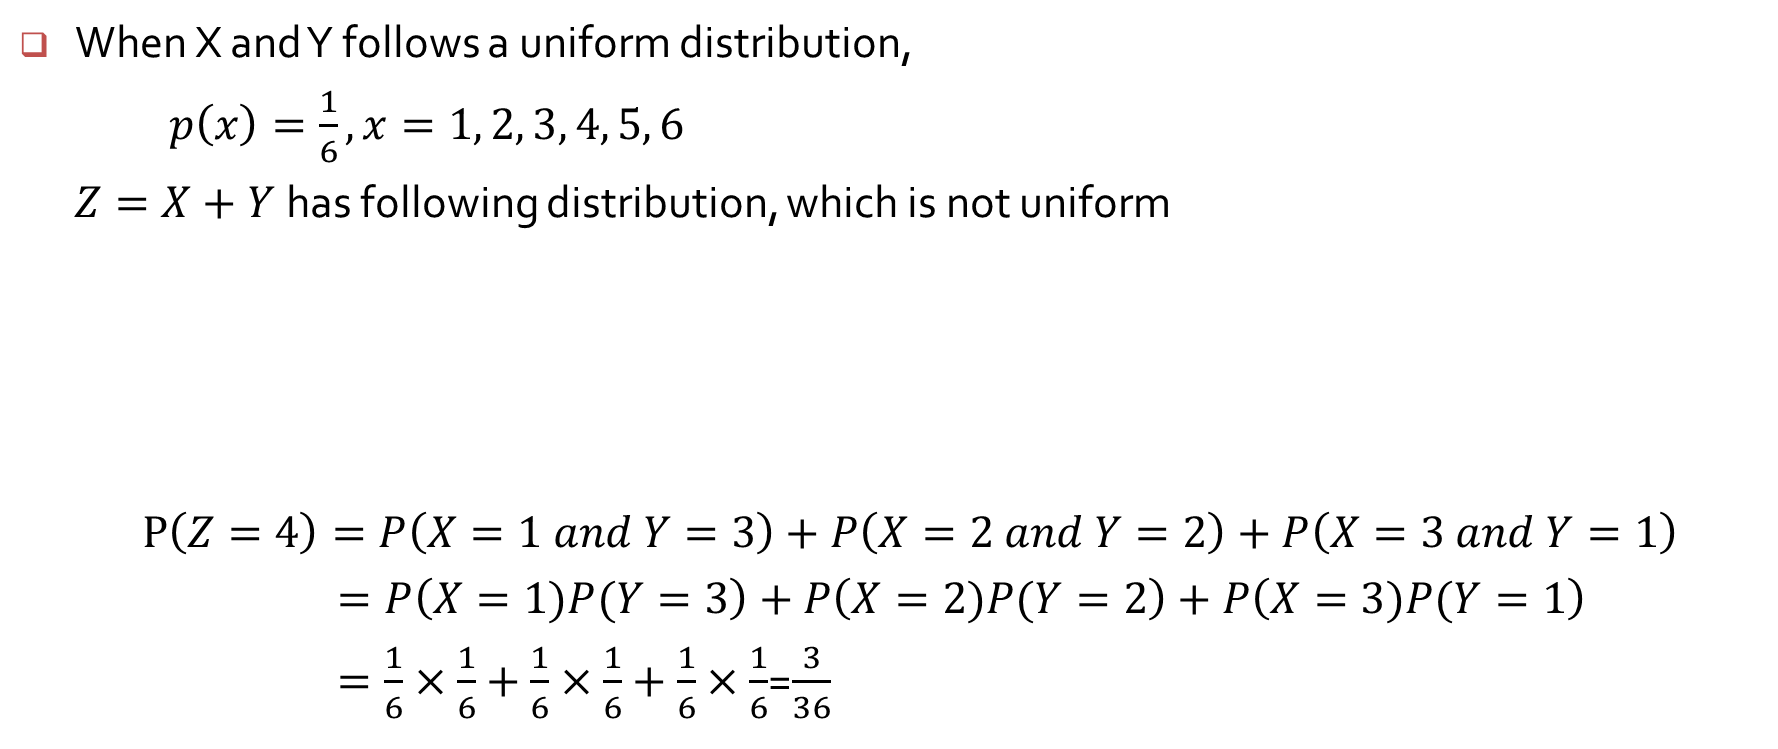 ❑ When X and Y follows a uniform distribution,
p(x) = 1/6, x = 1, 2, 3, 4, 5, 6
Z = X + Y has following distribution, which is not uniform
P(Z = 4) = P(X = 1 and Y = 3) + P(X = 2 and Y = 2) + P(X = 3 and Y = 1)
= P(X = 1)P(Y = 3) + P(X = 2)P(Y = 2) + P(X = 3)P(Y = 1)
= 1/6 × 1/6 + 1/6 × 1/6 + 1/6 × 1/6 = 3/36